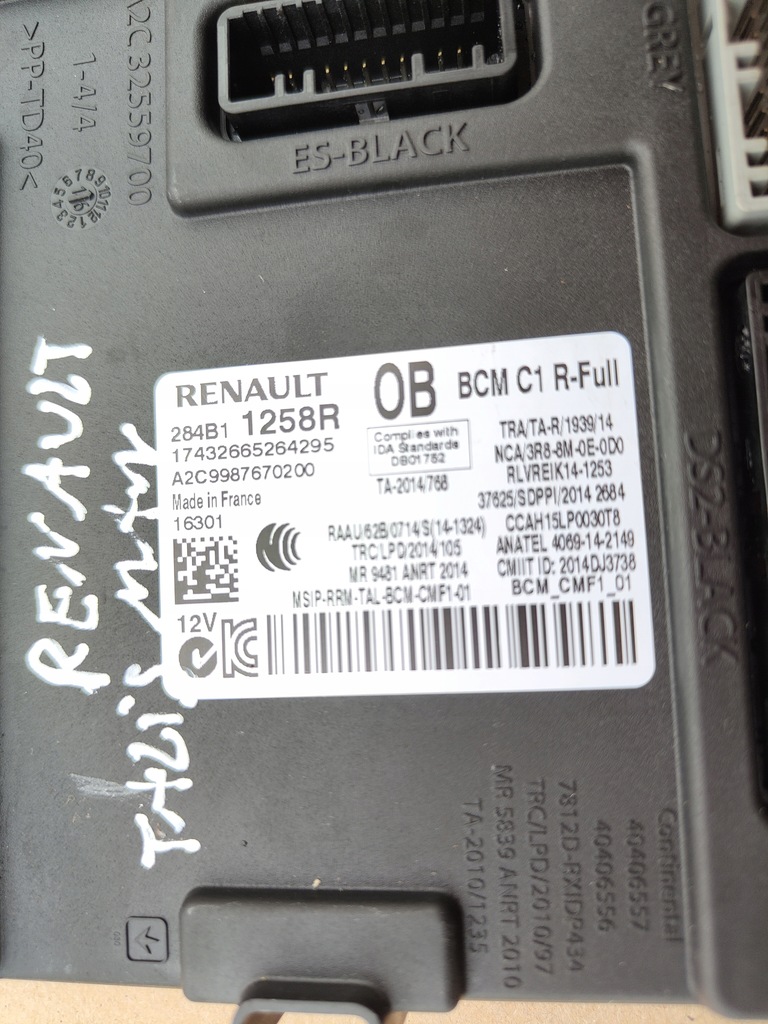 A2C32559700
1-4/4
>PP-TD40<
ES-BLACK
GREY
DS2-BLACK
RENAULT
284B1 1258R
17432665264295
A2C9987670200
Made in France
16301
12V
0B
Complies with
IDA Standards
DB01752
TA-2014/768
BCM C1 R-Full
TRA/TA-R/1939/14
NCA/3R8-8M-0E-0D0
RLVREIK14-1253
37625/SDPPI/2014 2684
RAAU/62B/0714/S(14-1324)
CCAH15LP0030T8
TRC/LPD/2014/105
ANATEL 4069-14-2149
MR 9481 ANRT 2014
CMIIT ID: 2014DJ3738
MSIP-RRM-TAL-BCM-CMF1-01
BCM_CMF1_01
RENAULT
Continental
40406557
40406556
TRC/LPD/2010/97
MR 5839 ANRT 2010
TA-2010/1235